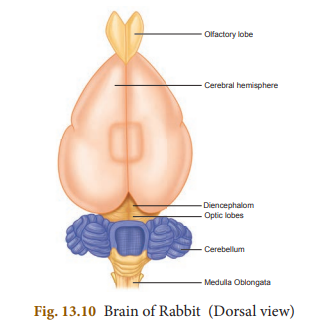 Olfactory lobe
Cerebral hemisphere
Diencephalom
Optic lobes
Cerebellum
Medulla Oblongata
Fig. 13.10 Brain of Rabbit (Dorsal view)